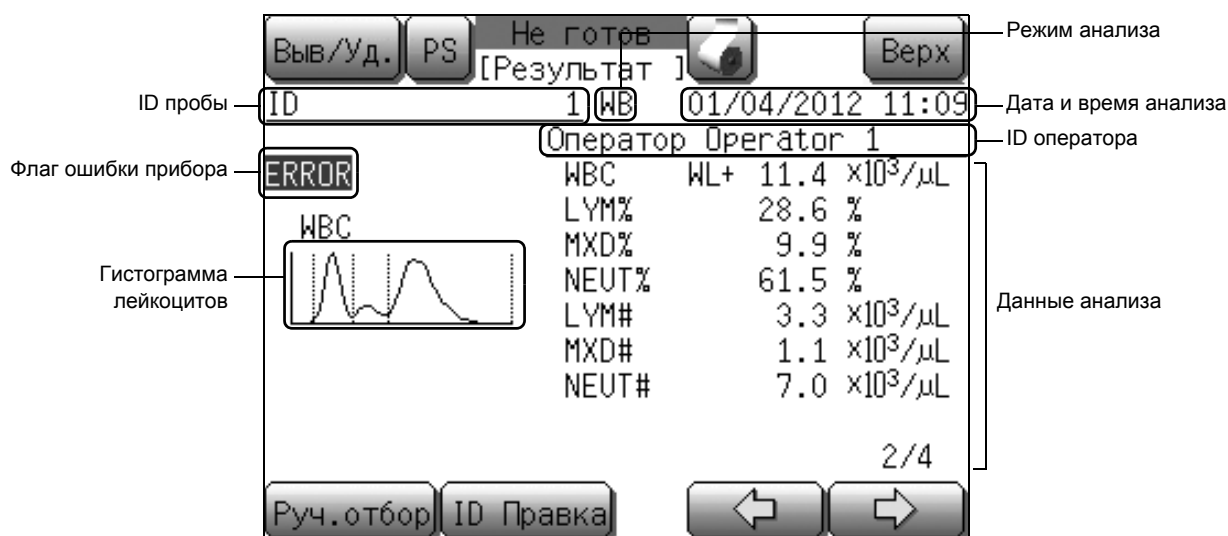 Выв/Уд. PS Не готов Верх
[Результат ]
Режим анализа
ID пробы
ID 1 WB 01/04/2012 11:09
Дата и время анализа
Оператор Operator 1
ID оператора
Флаг ошибки прибора
ERROR
WBC WL+ 11.4 ×10³/µL
LYM% 28.6 %
MXD% 9.9 %
NEUT% 61.5 %
LYM# 3.3 ×10³/µL
MXD# 1.1 ×10³/µL
NEUT# 7.0 ×10³/µL
WBC
Гистограмма
лейкоцитов
Данные анализа
2/4
Руч.отбор ID Правка